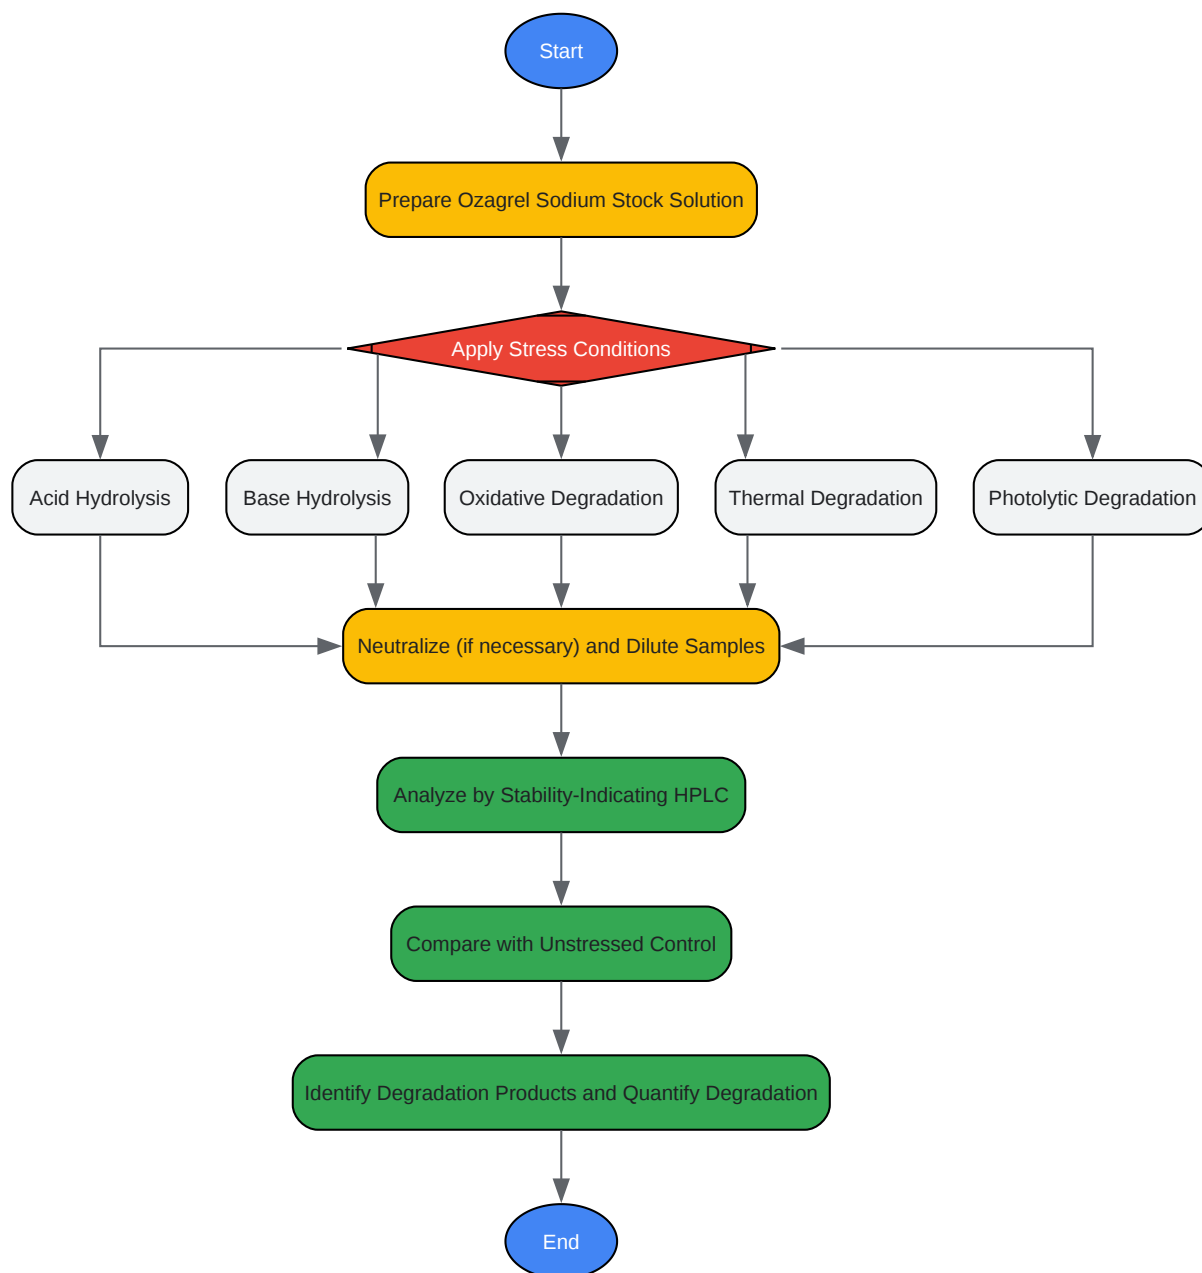 Start
Prepare Ozagrel Sodium Stock Solution
Apply Stress Conditions
Acid Hydrolysis
Base Hydrolysis
Oxidative Degradation
Thermal Degradation
Photolytic Degradation
Neutralize (if necessary) and Dilute Samples
Analyze by Stability-Indicating HPLC
Compare with Unstressed Control
Identify Degradation Products and Quantify Degradation
End